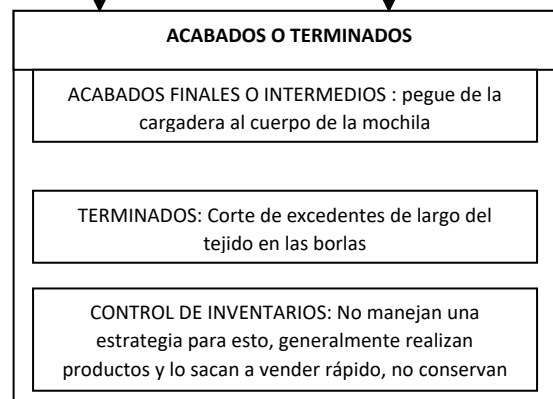 ACABADOS O TERMINADOS
ACABADOS FINALES O INTERMEDIOS : pegue de la
cargadera al cuerpo de la mochila
TERMINADOS: Corte de excedentes de largo del
tejido en las borlas
CONTROL DE INVENTARIOS: No manejan una
estrategia para esto, generalmente realizan
productos y lo sacan a vender rápido, no conservan